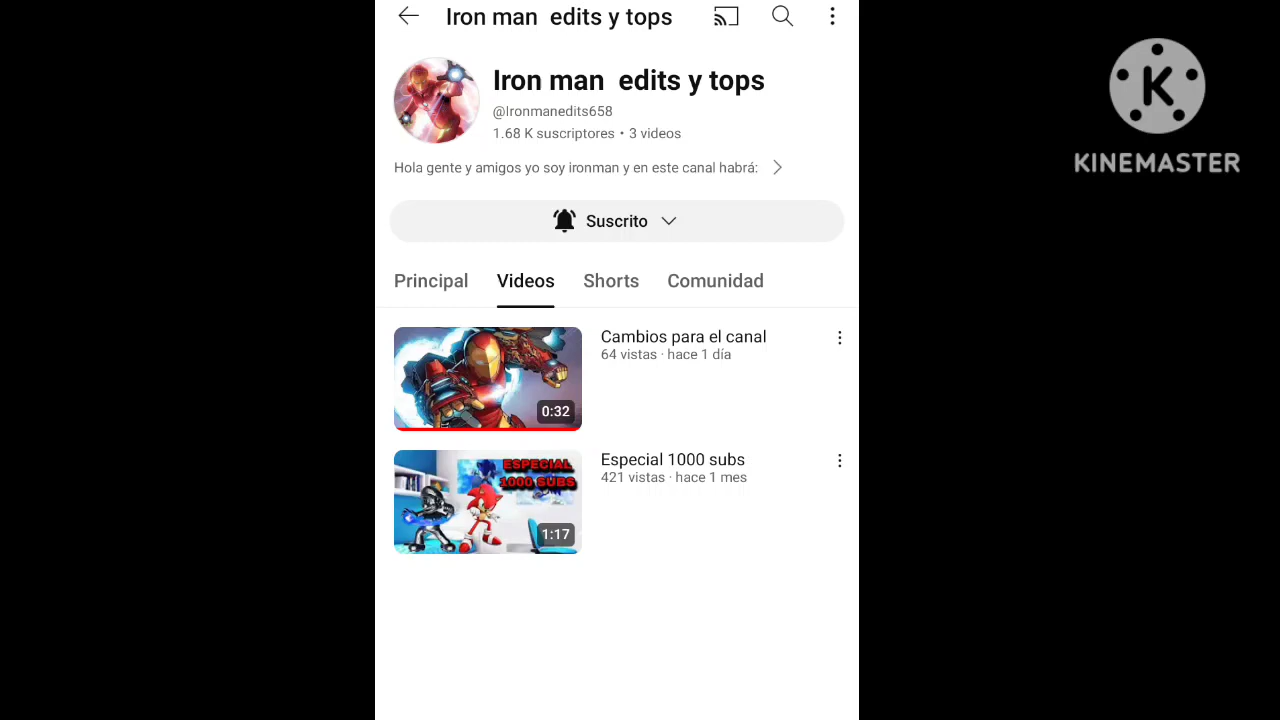 Iron man  edits y tops
Iron man  edits y tops
@Ironmanedits658
1.68 K suscriptores • 3 videos
Hola gente y amigos yo soy ironman y en este canal habrá:
Suscrito
Principal Videos Shorts Comunidad
Cambios para el canal
64 vistas · hace 1 día
0:32
Especial 1000 subs
421 vistas · hace 1 mes
ESPECIAL
1000 SUBS
1:17
K
KINEMASTER